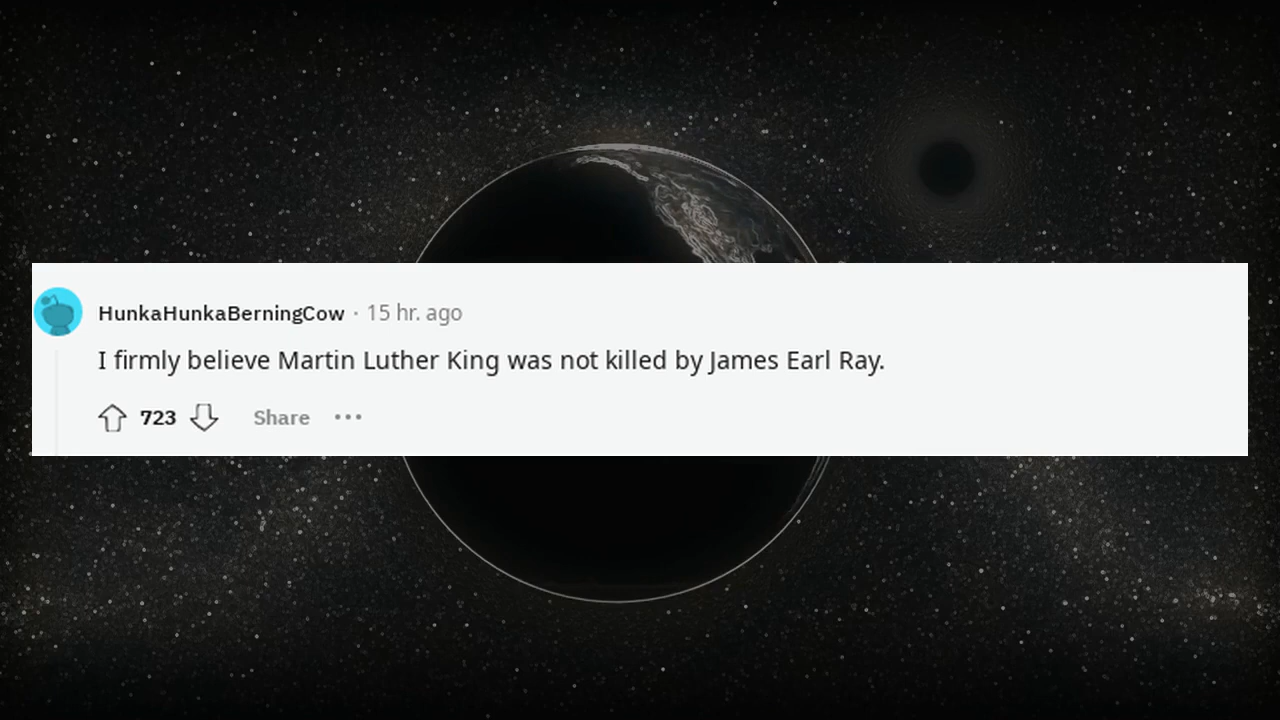 HunkaHunkaBerningCow · 15 hr. ago
I firmly believe Martin Luther King was not killed by James Earl Ray.
723 Share ···